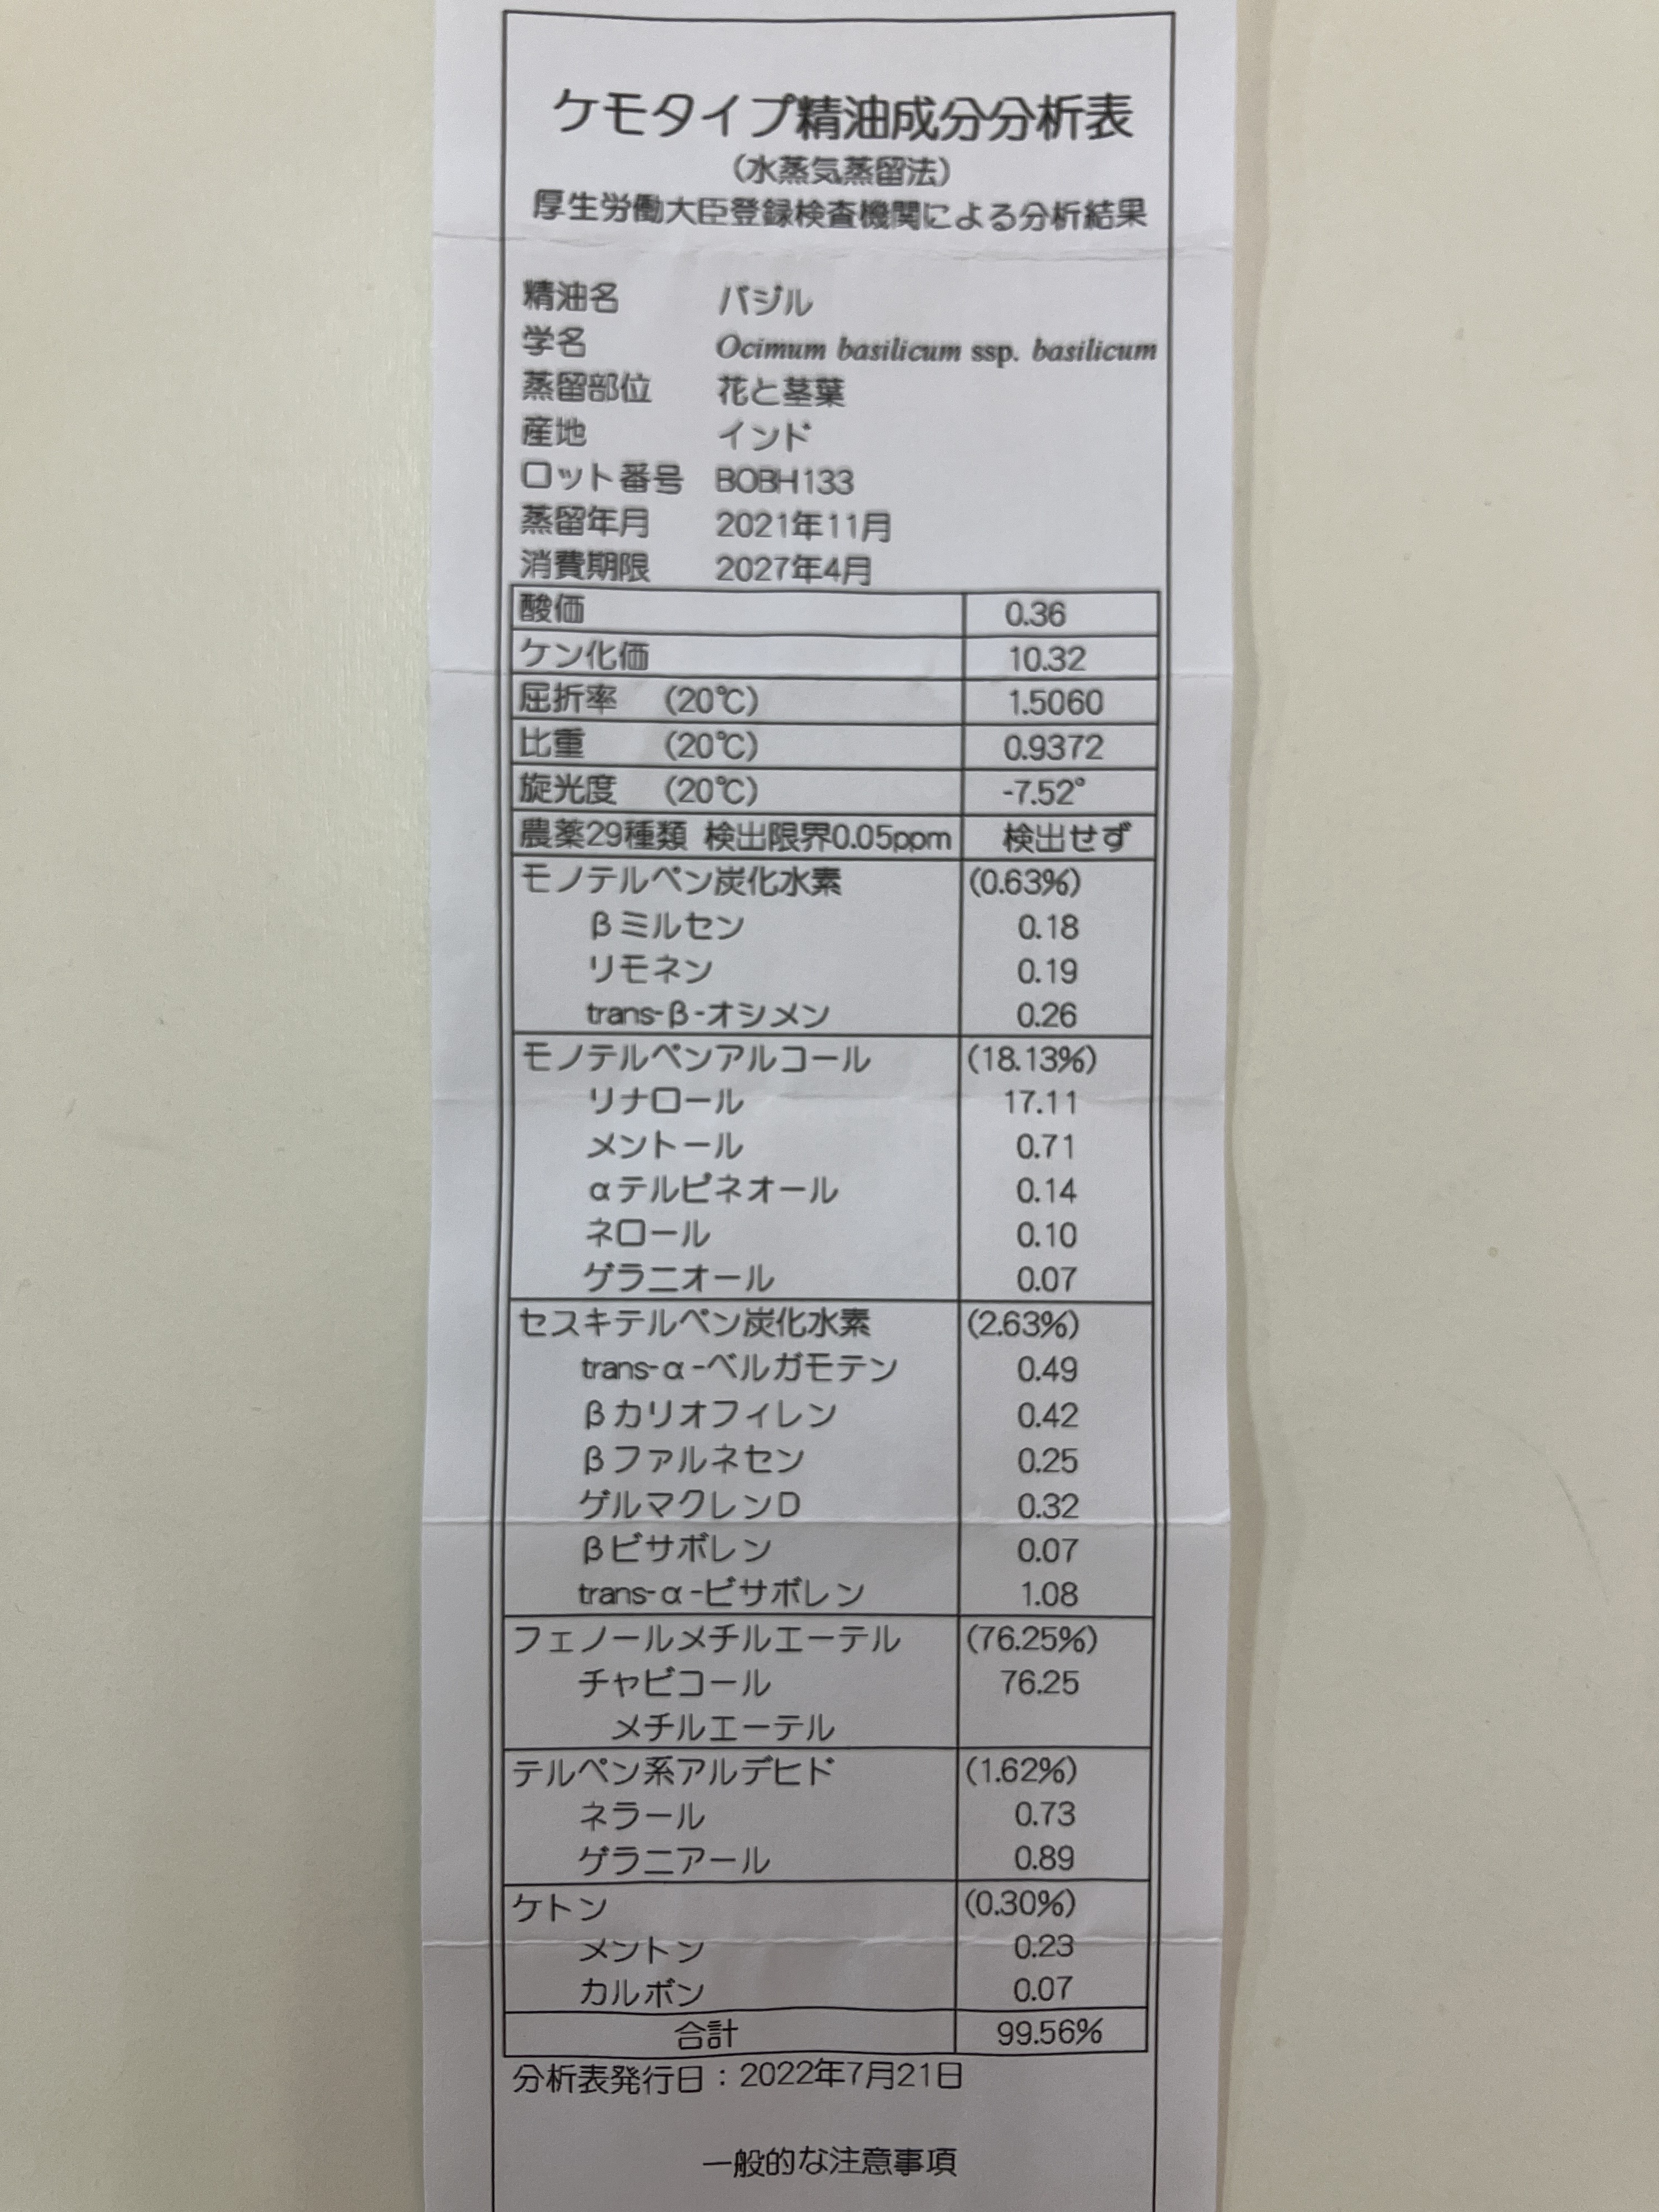 ケモタイプ精油成分分析表
（水蒸気蒸留法）
厚生労働大臣登録検査機関による分析結果
精油名 バジル
学名 Ocimum basilicum ssp. basilicum
蒸留部位 花と茎葉
産地 インド
ロット番号 BOBH133
蒸留年月 2021年11月
消費期限 2027年4月
酸価 0.36
ケン化価 10.32
屈折率 （20℃） 1.5060
比重 （20℃） 0.9372
旋光度 （20℃） -7.52°
農薬29種類 検出限界0.05ppm 検出せず
モノテルペン炭化水素 (0.63%)
βミルセン 0.18
リモネン 0.19
trans-β-オシメン 0.26
モノテルペンアルコール (18.13%)
リナロール 17.11
メントール 0.71
αテルピネオール 0.14
ネロール 0.10
ゲラニオール 0.07
セスキテルペン炭化水素 (2.63%)
trans-α-ベルガモテン 0.49
βカリオフィレン 0.42
βファルネセン 0.25
ゲルマクレンD 0.32
βビサボレン 0.07
trans-α-ビサボレン 1.08
フェノールメチルエーテル (76.25%)
チャビコール 76.25
メチルエーテル
テルペン系アルデヒド (1.62%)
ネラール 0.73
ゲラニアール 0.89
ケトン (0.30%)
メントン 0.23
カルボン 0.07
合計 99.56%
分析表発行日：2022年7月21日
一般的な注意事項